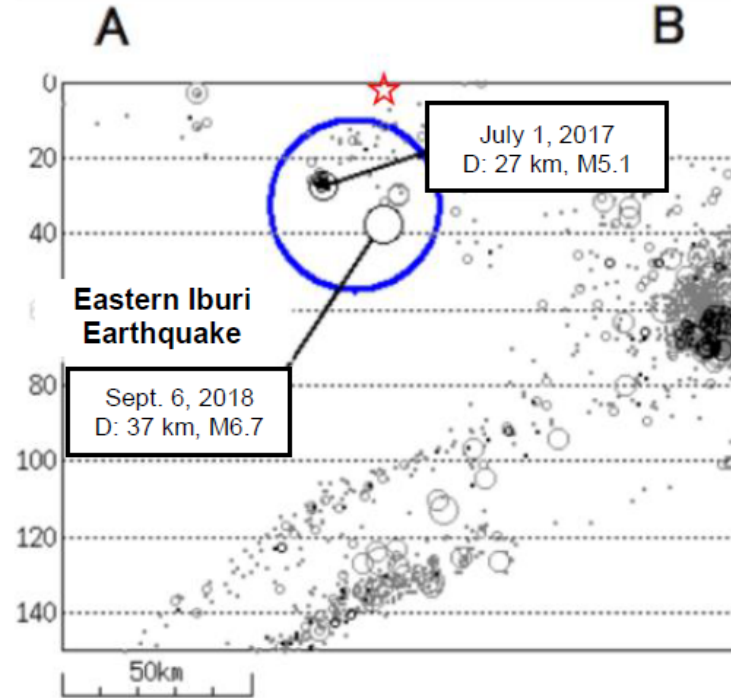 A
B
0
July 1, 2017
D: 27 km, M5.1
20
40
Eastern Iburi
Earthquake
80
Sept. 6, 2018
D: 37 km, M6.7
100
120
140
50km